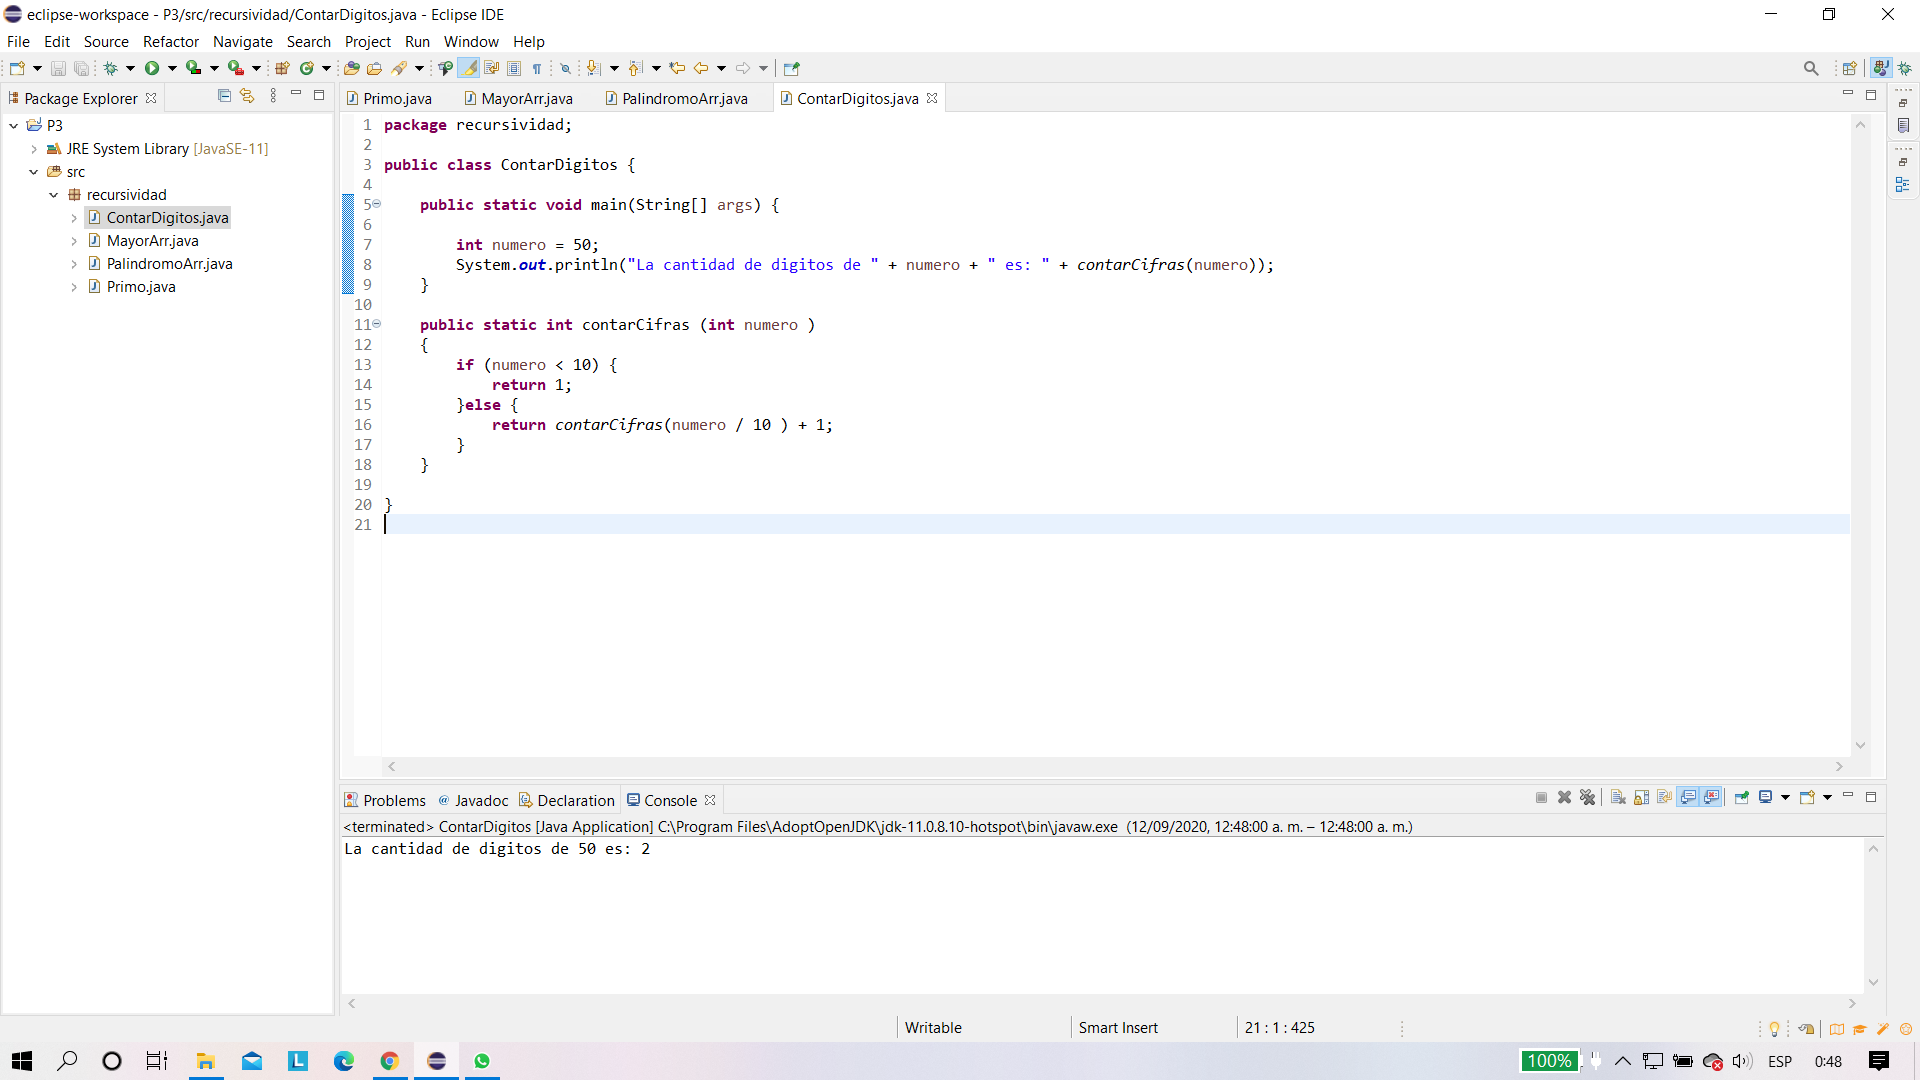 eclipse-workspace - P3/src/recursividad/ContarDigitos.java - Eclipse IDE
File Edit Source Refactor Navigate Search Project Run Window Help
Package Explorer
P3
JRE System Library [JavaSE-11]
src
recursividad
ContarDigitos.java
MayorArr.java
PalindromoArr.java
Primo.java
Primo.java MayorArr.java PalindromoArr.java ContarDigitos.java
1 package recursividad;
2
3 public class ContarDigitos {
4
5     public static void main(String[] args) {
6
7         int numero = 50;
8         System.out.println("La cantidad de digitos de " + numero + " es: " + contarCifras(numero));
9     }
10
11     public static int contarCifras (int numero )
12     {
13         if (numero < 10) {
14             return 1;
15         }else {
16             return contarCifras(numero / 10 ) + 1;
17         }
18     }
19
20 }
21
Problems Javadoc Declaration Console
<terminated> ContarDigitos [Java Application] C:\Program Files\AdoptOpenJDK\jdk-11.0.8.10-hotspot\bin\javaw.exe (12/09/2020, 12:48:00 a. m. – 12:48:00 a. m.)
La cantidad de digitos de 50 es: 2
Writable Smart Insert 21 : 1 : 425
100% ESP 0:48